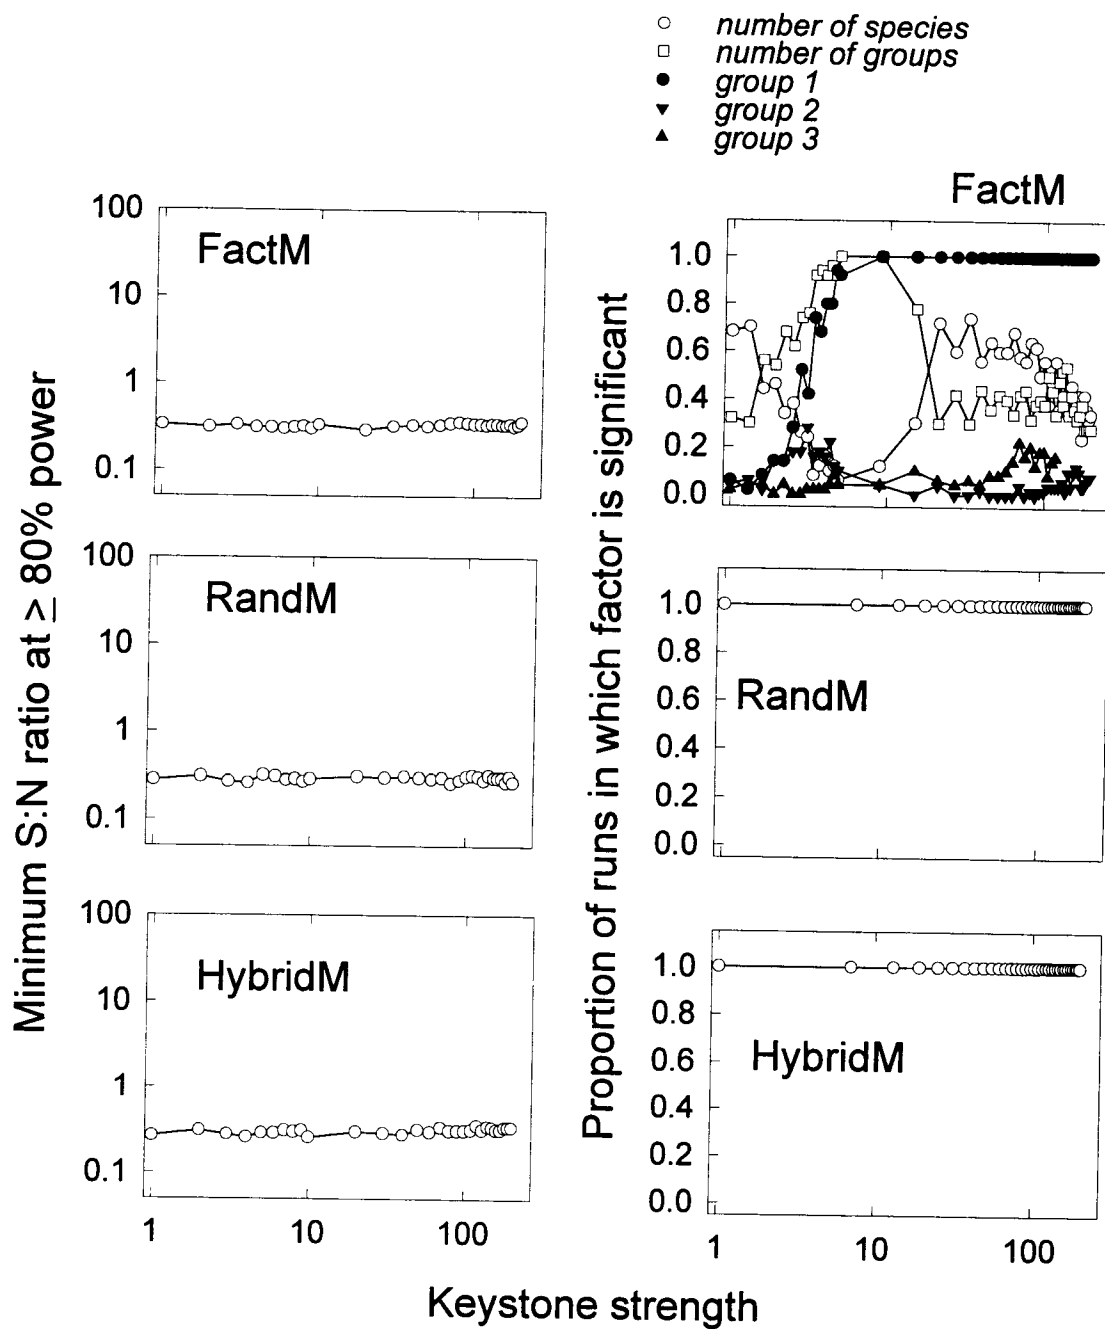 number of species
number of groups
group 1
group 2
group 3
Minimum S:N ratio at ≥ 80% power
100
10
1
0.1
FactM
100
10
1
0.1
RandM
100
10
1
0.1
HybridM
1 10 100
Proportion of runs in which factor is significant
FactM
1.0
0.8
0.6
0.4
0.2
0.0
1.0
0.8
0.6
0.4
0.2
0.0
RandM
1.0
0.8
0.6
0.4
0.2
0.0
HybridM
1 10 100
Keystone strength